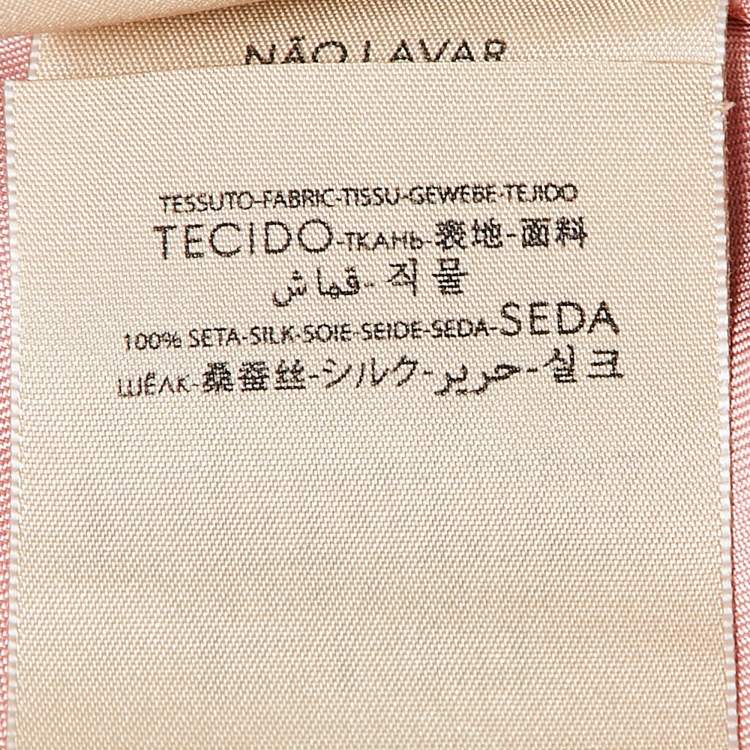 NÃO LAVAR
TESSUTO-FABRIC-TISSU-GEWEBE-TEJIDO
TECIDO-ТКАНЬ-表地-面料
قماش-직물
100% SETA-SILK-SOIE-SEIDE-SEDA-SEDA
ШЁЛК-桑蚕丝-シルク-حرير-실크